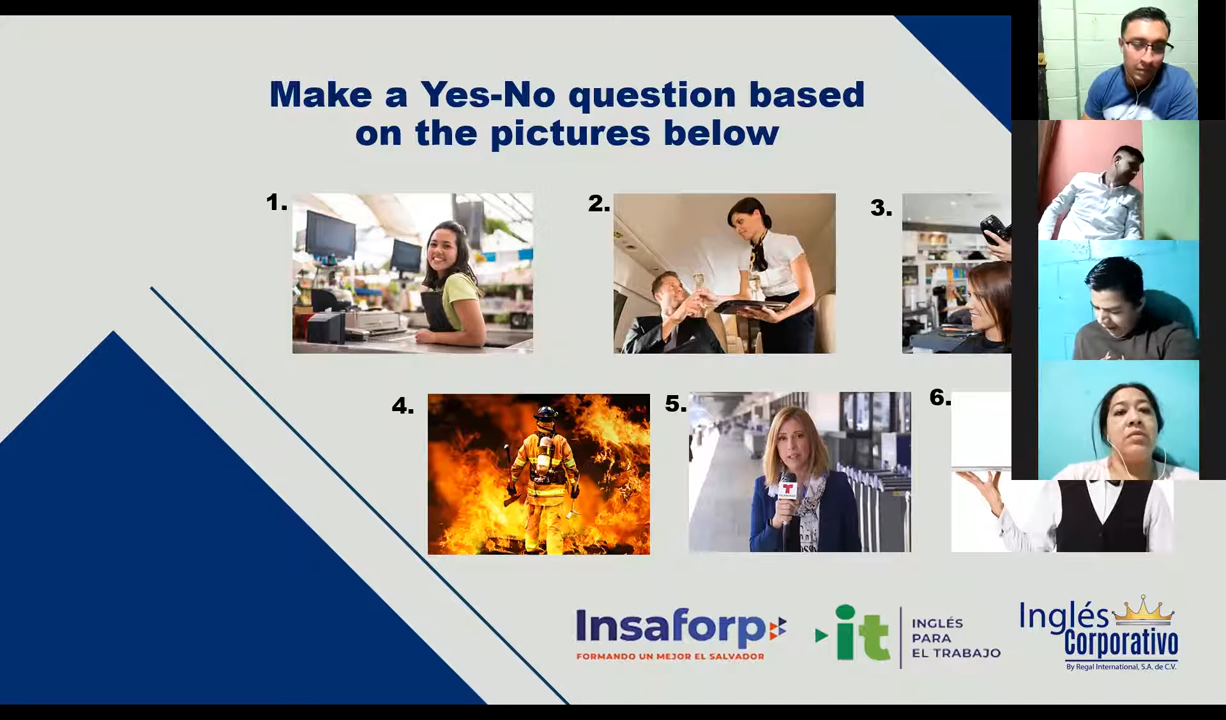 Make a Yes-No question based
on the pictures below
1.
2.
3.
4.
5.
6.
Insaforp
FORMANDO UN MEJOR EL SALVADOR
it
INGLÉS
PARA
EL TRABAJO
Inglés
Corporativo
By Regal International, S.A. de C.V.